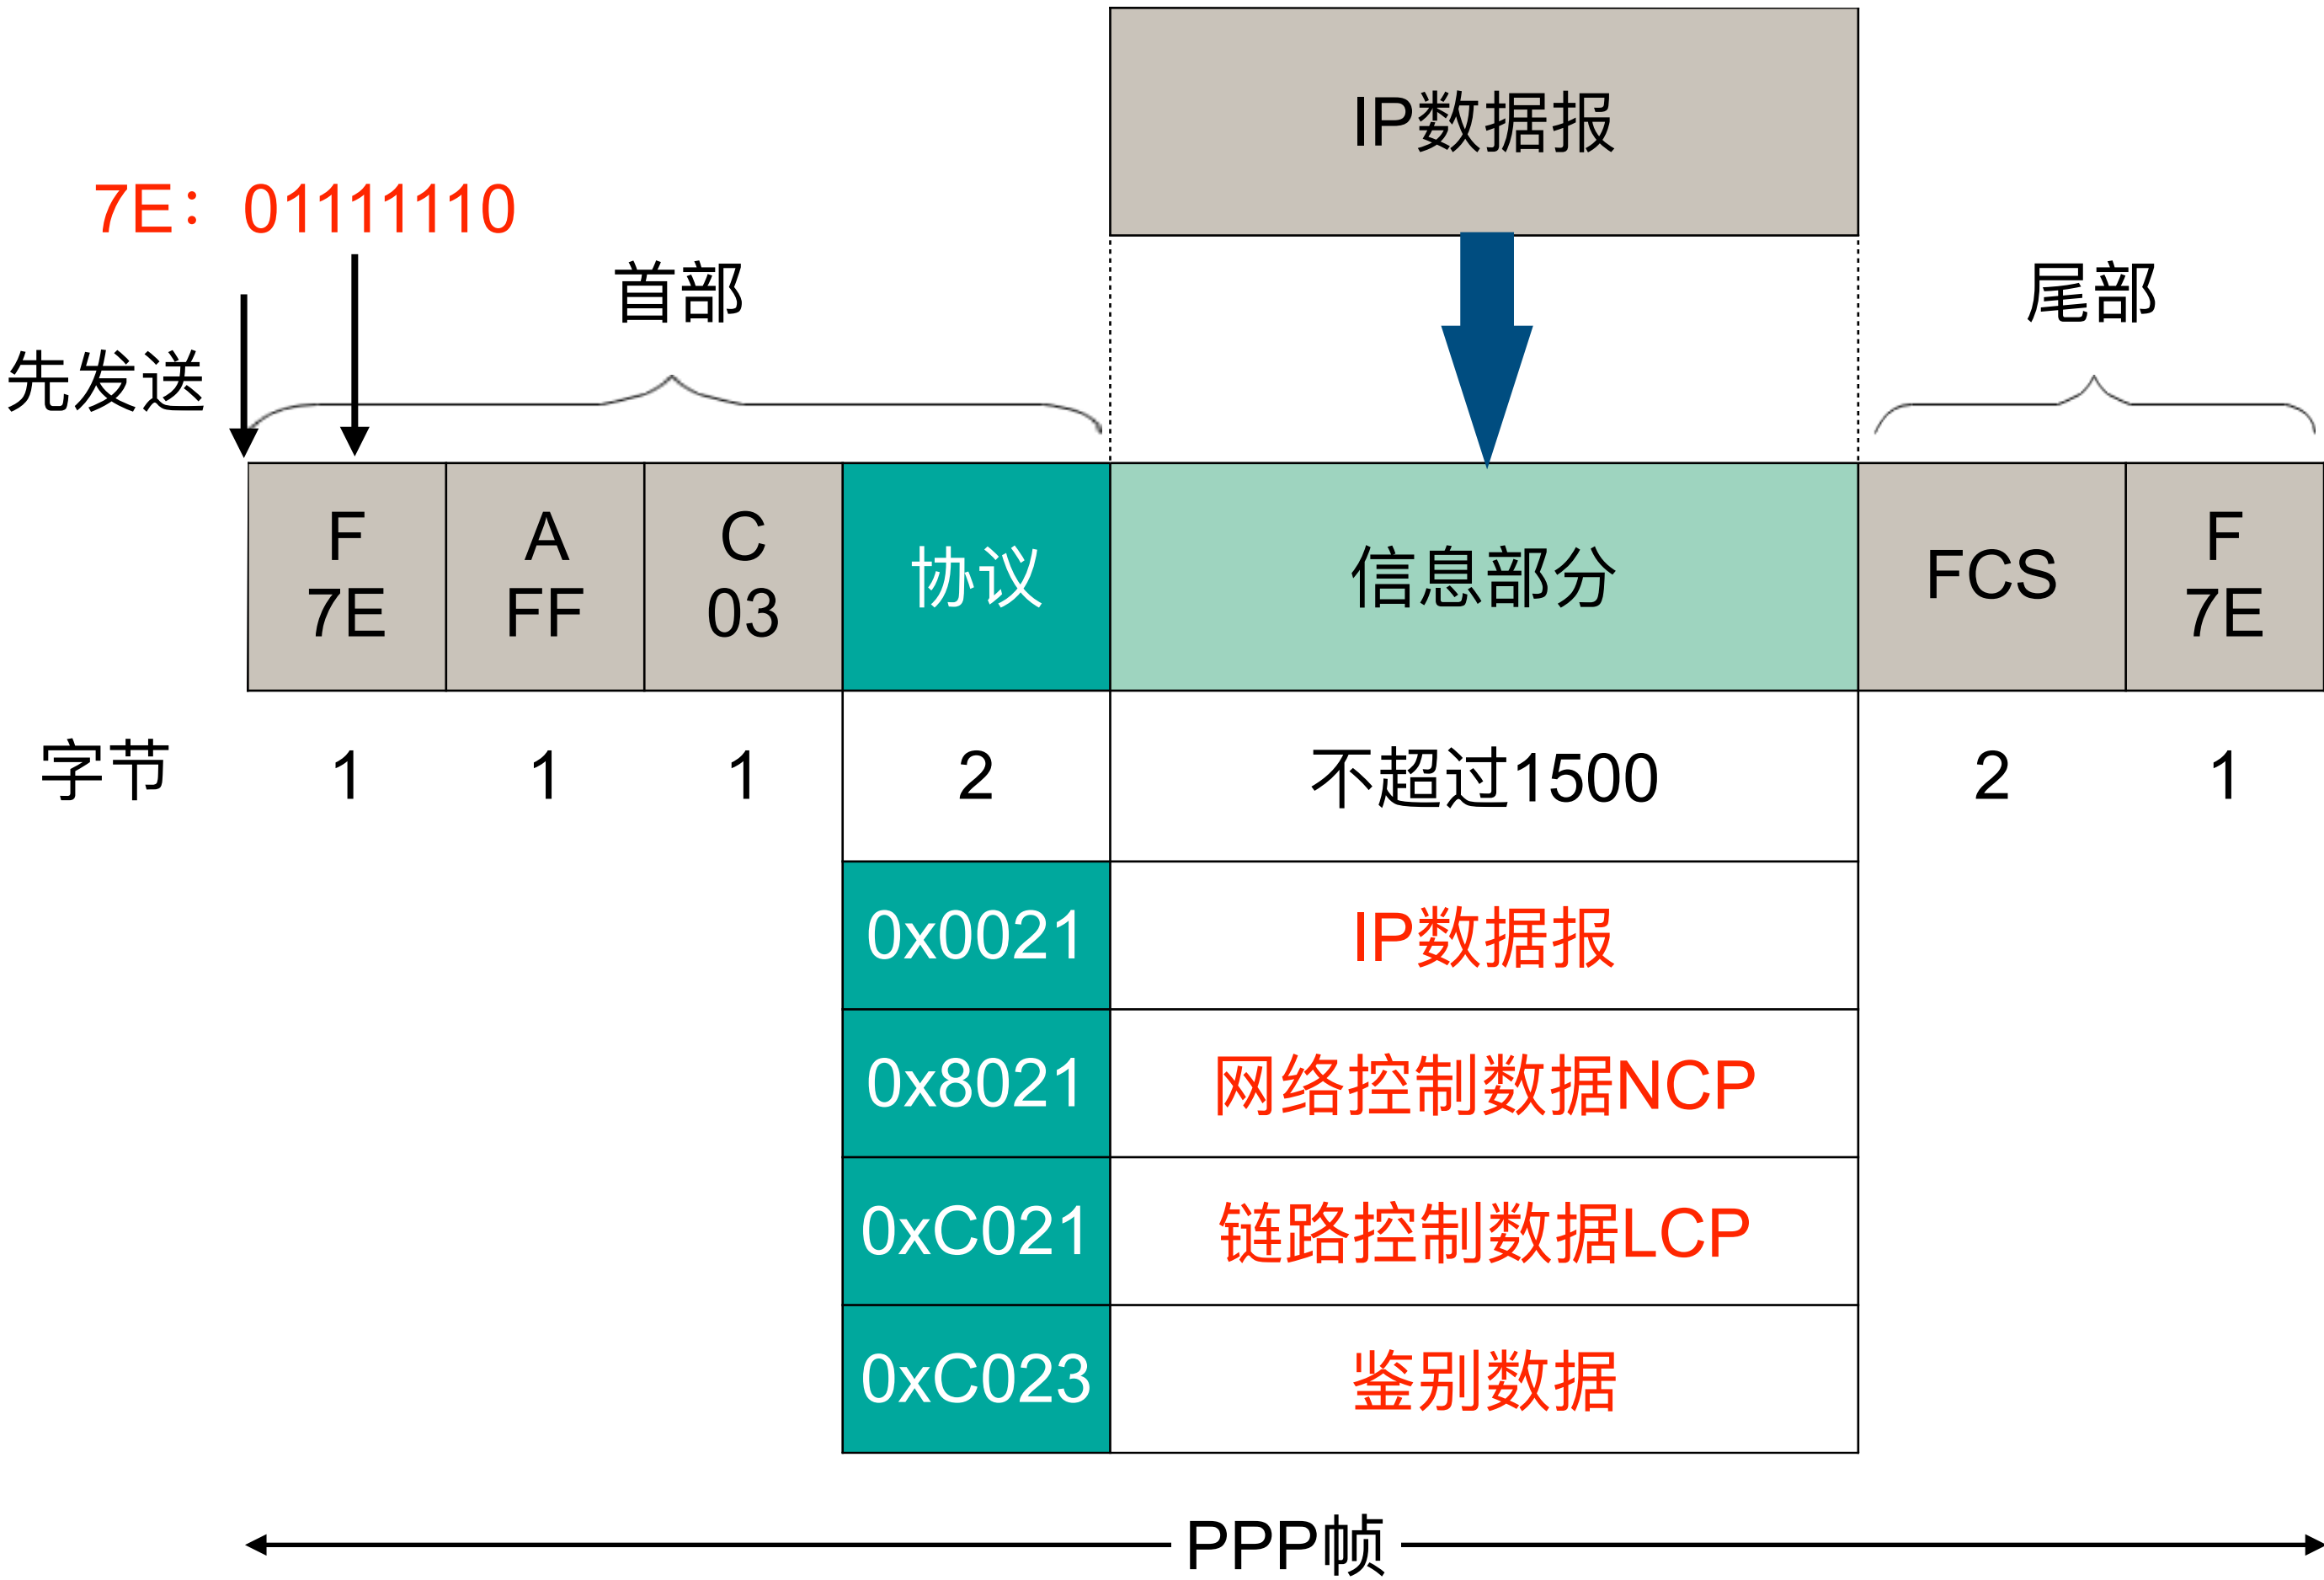 IP数据报
7E：01111110
首部
尾部
先发送
F A C F
协议 信息部分 FCS
7E FF 03 7E
字节 1 1 1 2 不超过1500 2 1
0x0021 IP数据报
0x8021 网络控制数据NCP
0xC021 链路控制数据LCP
0xC023 鉴别数据
PPP帧